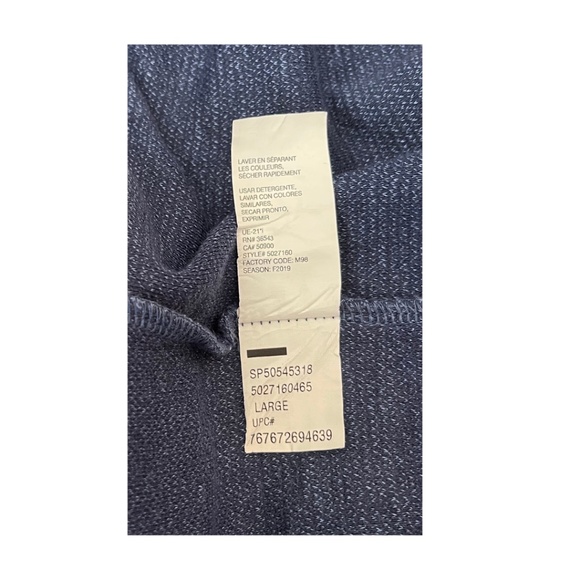 LAVER EN SÉPARANT
LES COULEURS,
SÉCHER RAPIDEMENT
USAR DETERGENTE,
LAVAR CON COLORES
SIMILARES,
SECAR PRONTO,
EXPRIMIR
RN# 38543
CA# 50900
STYLE# 5027160
FACTORY CODE: M98
SEASON: F2019
SP50545318
5027160465
LARGE
UPC#
767672694639